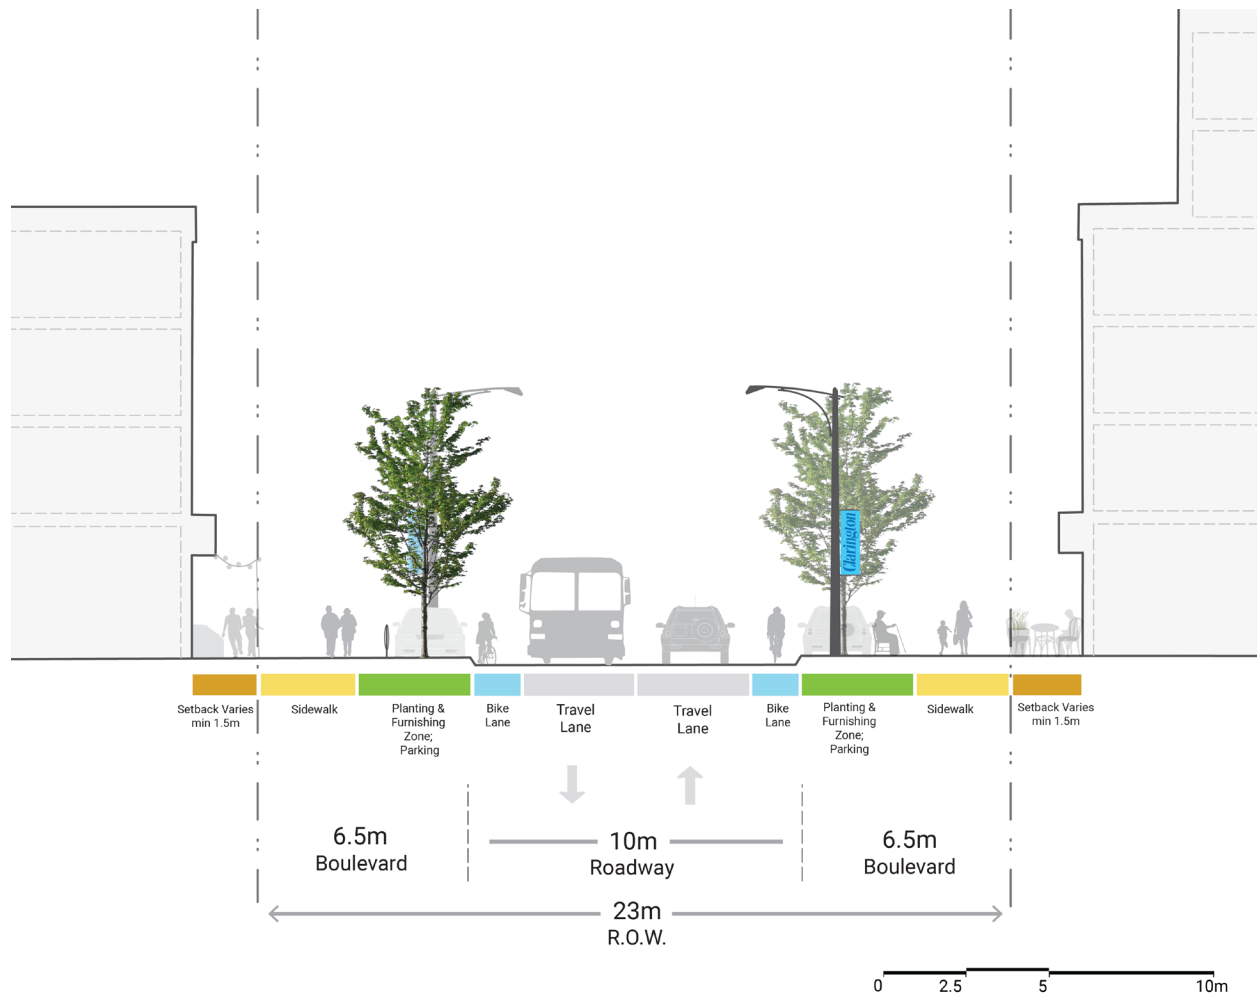 Clarington
Setback Varies
min 1.5m
Sidewalk
Planting &
Furnishing
Zone;
Parking
Bike
Lane
Travel
Lane
Travel
Lane
Bike
Lane
Planting &
Furnishing
Zone;
Parking
Sidewalk
Setback Varies
min 1.5m
6.5m
Boulevard
10m
Roadway
6.5m
Boulevard
23m
R.O.W.
0 2.5 5 10m